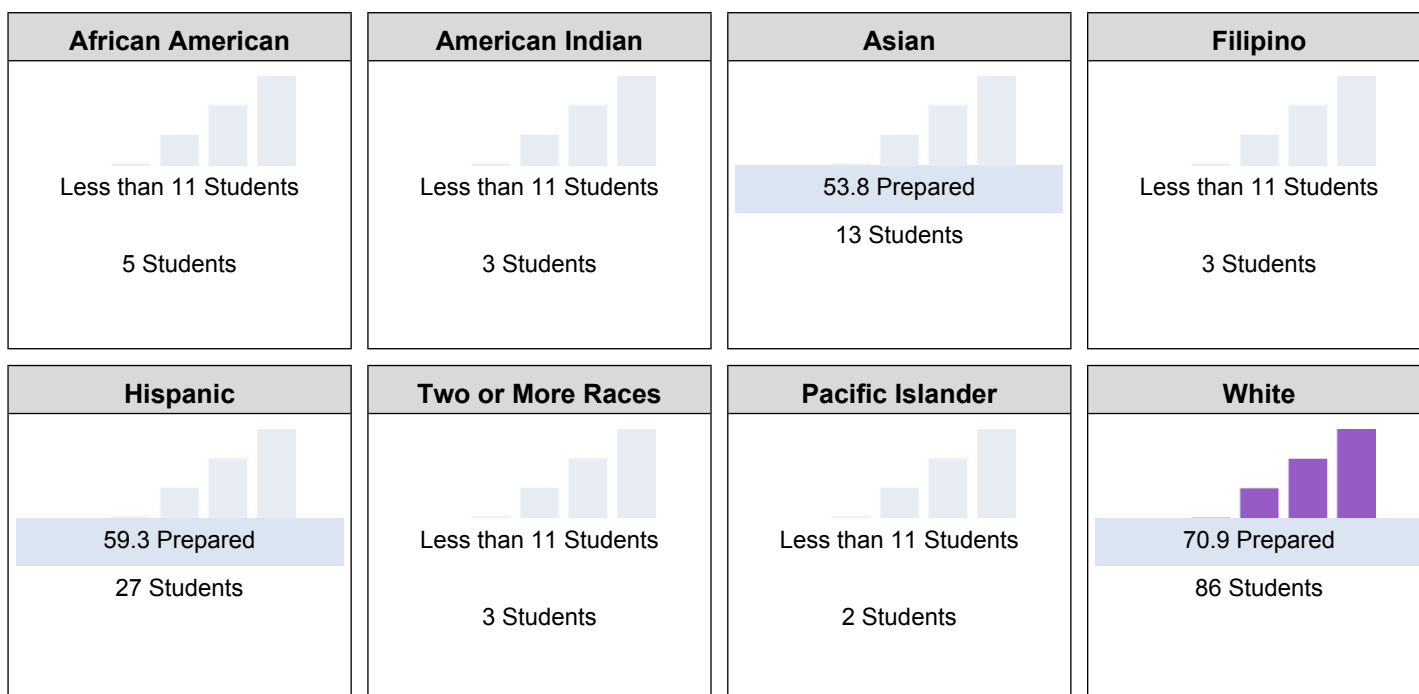 African American
Less than 11 Students
5 Students
American Indian
Less than 11 Students
3 Students
Asian
53.8 Prepared
13 Students
Filipino
Less than 11 Students
3 Students
Hispanic
59.3 Prepared
27 Students
Two or More Races
Less than 11 Students
3 Students
Pacific Islander
Less than 11 Students
2 Students
White
70.9 Prepared
86 Students